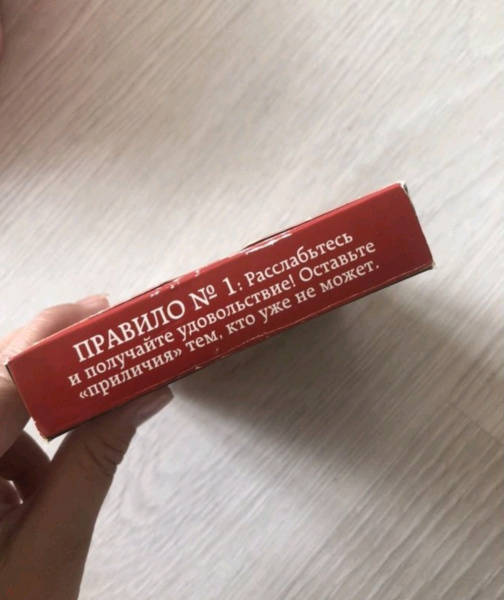 ПРАВИЛО № 1: Расслабьтесь
и получайте удовольствие! Оставьте
«приличия» тем, кто уже не может.